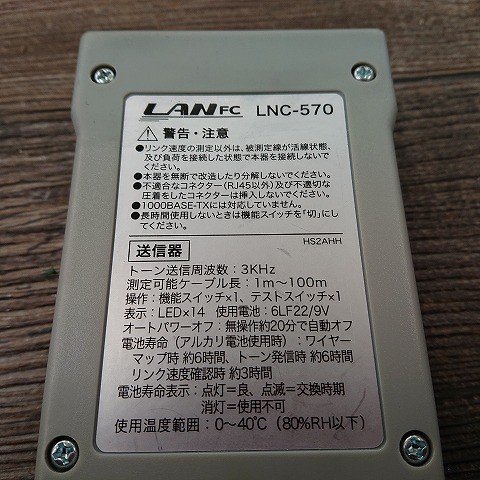 LAN FC LNC-570
⚠ 警告・注意
●リンク速度の測定以外は、被測定線が活線状態、
及び負荷を接続した状態で本器を接続しないで
ください。
●本器を無断で改造したり分解しないでください。
●不適合なコネクター(RJ45以外)及び不適切な
圧着をしたコネクターは挿入しないでください。
●1000BASE-TXには対応していません。
●長時間使用しないときは機能スイッチを「切」にし
てください。
HS2AHH
送信器
トーン送信周波数：3KHz
測定可能ケーブル長：1m～100m
操作：機能スイッチ×1、テストスイッチ×1
表示：LED×14 使用電池：6LF22/9V
オートパワーオフ：無操作約20分で自動オフ
電池寿命（アルカリ電池使用時）：ワイヤー
マップ時 約6時間、トーン発信時 約6時間
リンク速度確認時 約3時間
電池寿命表示：点灯=良、点滅=交換時期
消灯=使用不可
使用温度範囲：0～40℃（80%RH以下）